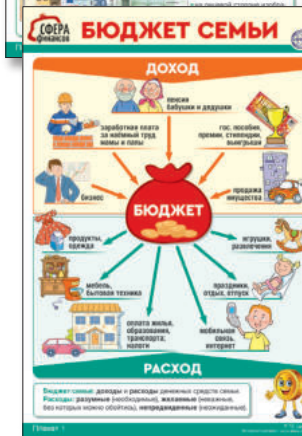 СФЕРА
финансов
БЮДЖЕТ СЕМЬИ
ДОХОД
пенсия
бабушки и дедушки
заработная плата
за наёмный труд
мамы и папы
гос. пособия,
премии, стипендии,
выигрыши
бизнес
продажа
имущества
БЮДЖЕТ
продукты,
одежда
игрушки,
развлечения
мебель,
бытовая техника
праздники,
отдых, отпуск
оплата жилья,
образования,
транспорта;
налоги
мобильная
связь,
интернет
РАСХОД
Бюджет семьи: доходы и расходы денежных средств семьи.
Расходы: разумные (необходимые), желаемые (неважные,
без которых можно обойтись), непредвиденные (неожиданные).
Плакат 1